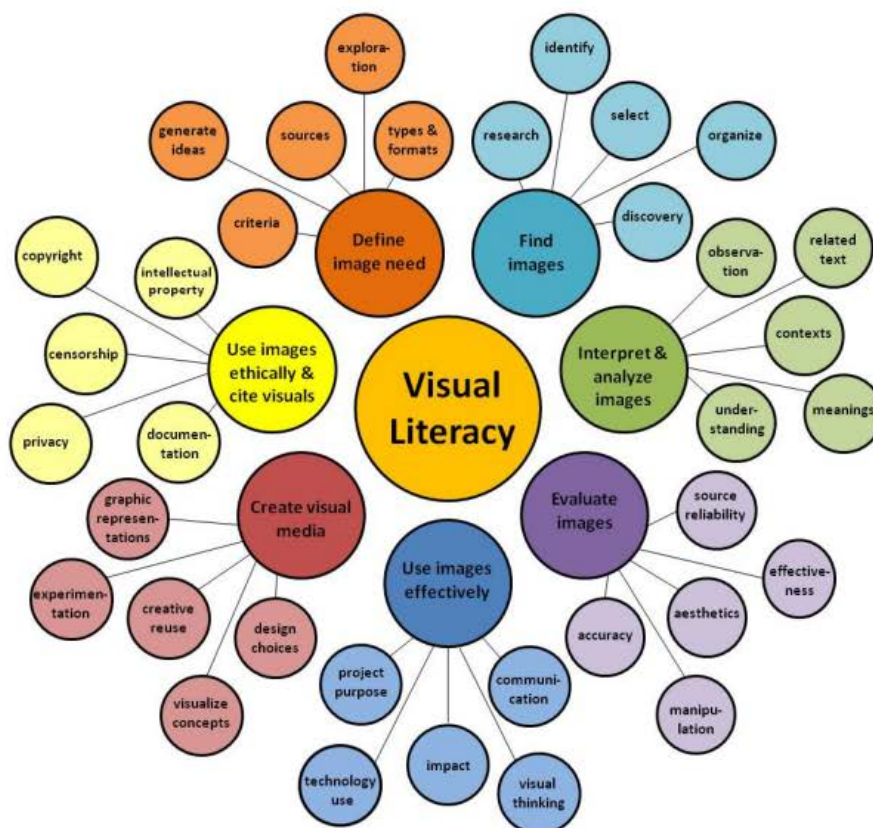 Visual
Literacy
Define
image need
explora-
tion
generate
ideas
sources
types &
formats
criteria
Find
images
identify
research
select
organize
discovery
Interpret &
analyze
images
observa-
tion
related
text
contexts
meanings
under-
standing
Evaluate
images
source
reliability
effective-
ness
aesthetics
accuracy
manipu-
lation
Use images
effectively
project
purpose
communi-
cation
technology
use
impact
visual
thinking
Create visual
media
graphic
represen-
tations
experimen-
tation
creative
reuse
design
choices
visualize
concepts
Use images
ethically &
cite visuals
copyright
intellectual
property
censorship
privacy
documen-
tation